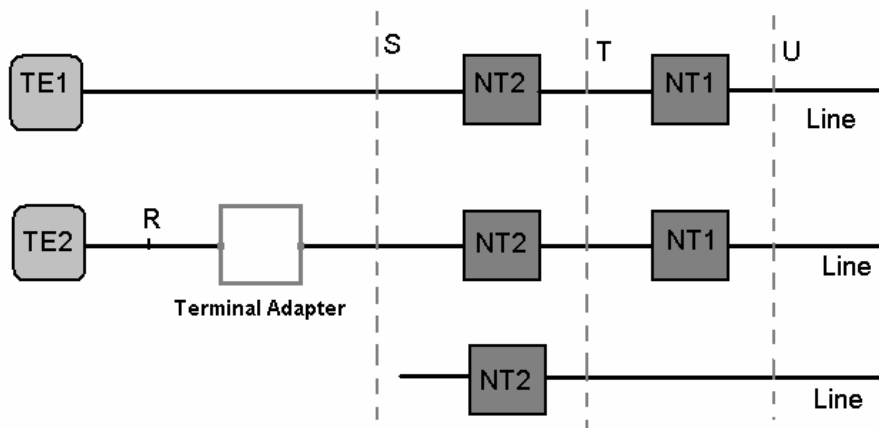 S T U
TE1 NT2 NT1
Line
R
TE2 NT2 NT1
Line
Terminal Adapter
NT2
Line